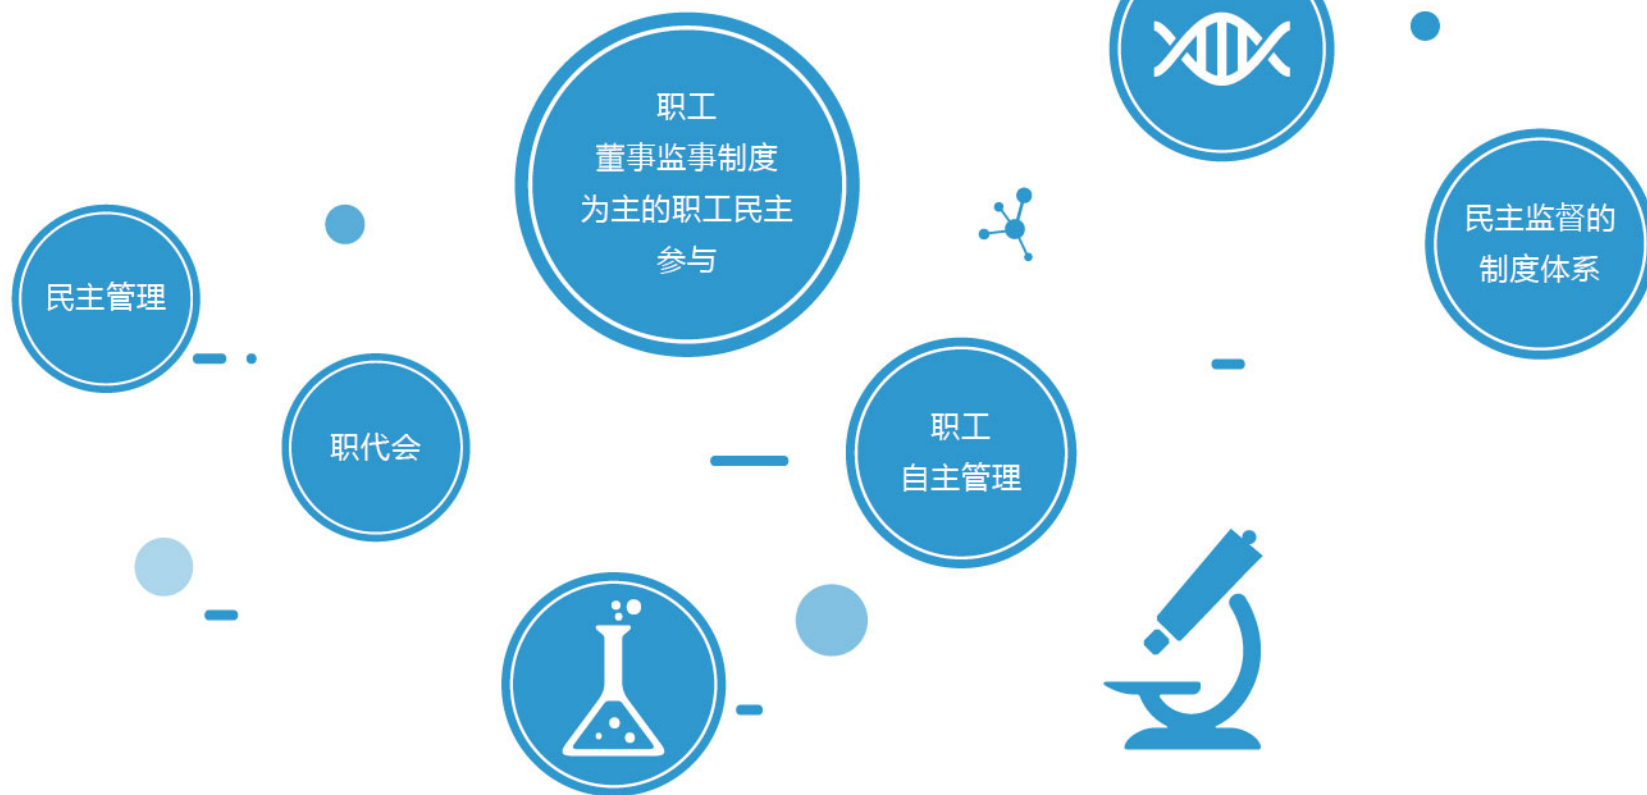 民主管理
职代会
职工
董事监事制度
为主的职工民主
参与
职工
自主管理
民主监督的
制度体系